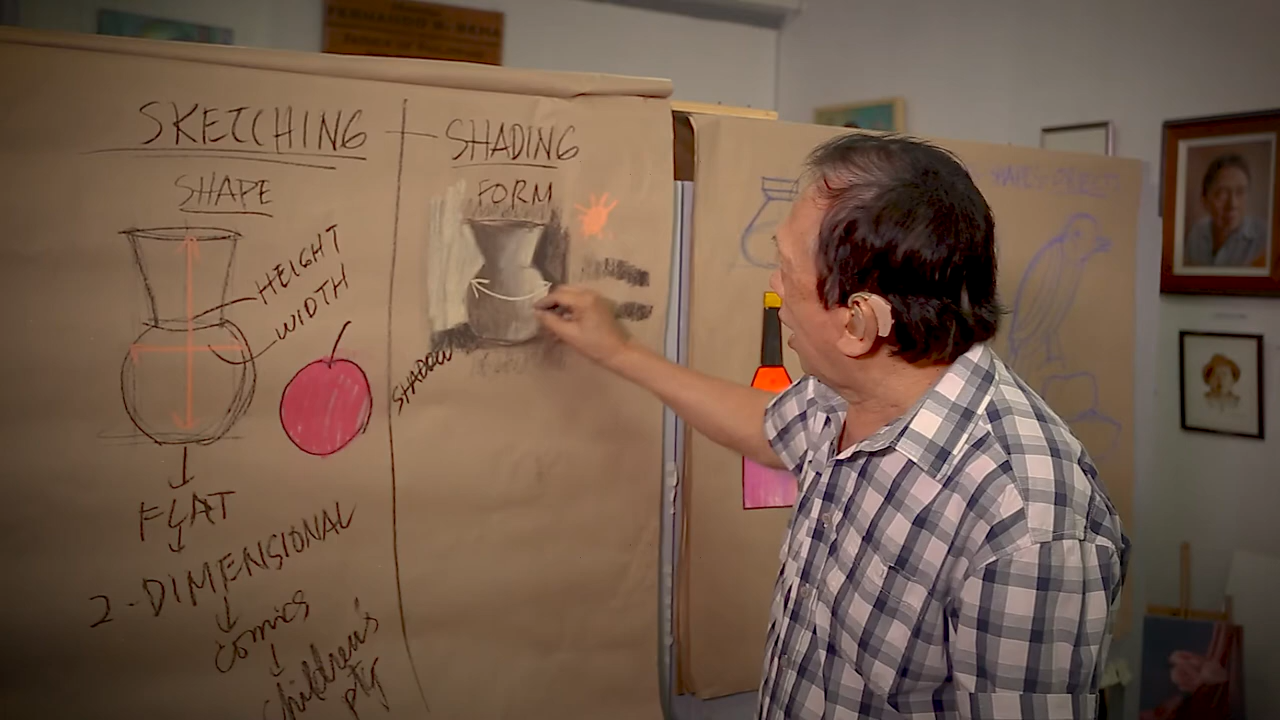 SKETCHING
SHAPE
HEIGHT
WIDTH
FLAT
2-DIMENSIONAL
comics
children's
ptg
SHADING
FORM
SHADOW